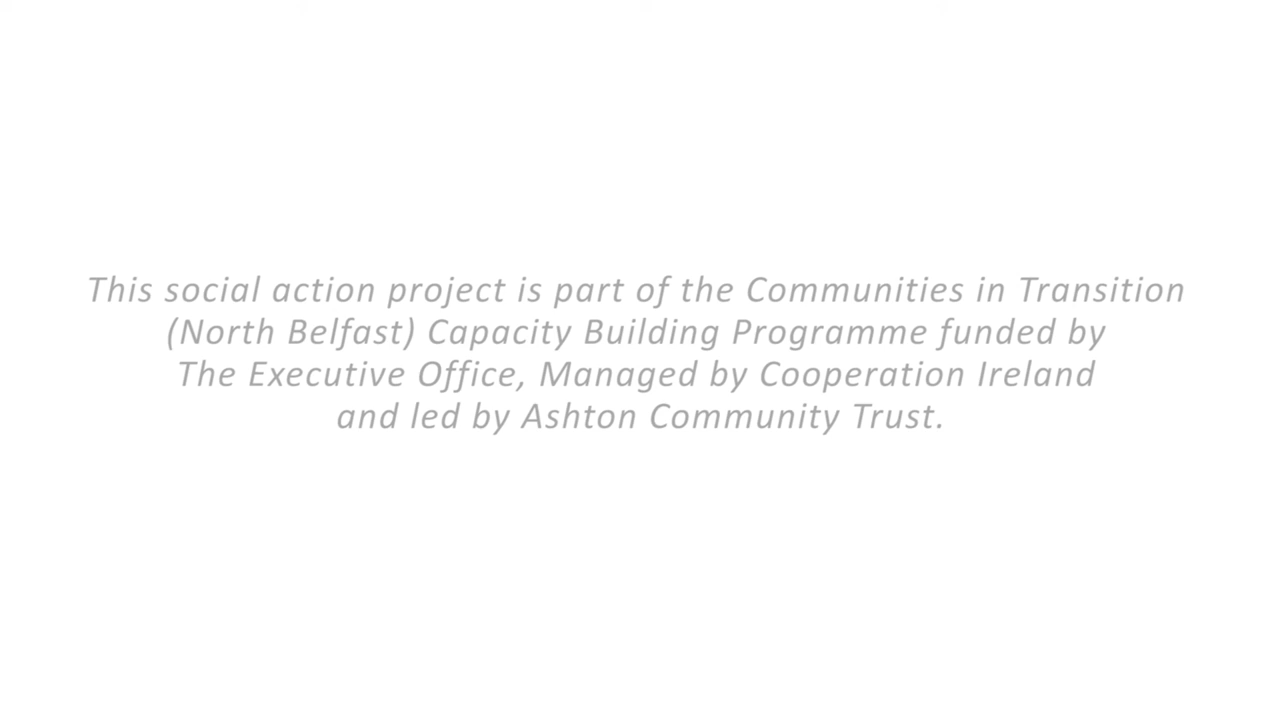 This social action project is part of the Communities in Transition
(North Belfast) Capacity Building Programme funded by
The Executive Office, Managed by Cooperation Ireland
and led by Ashton Community Trust.